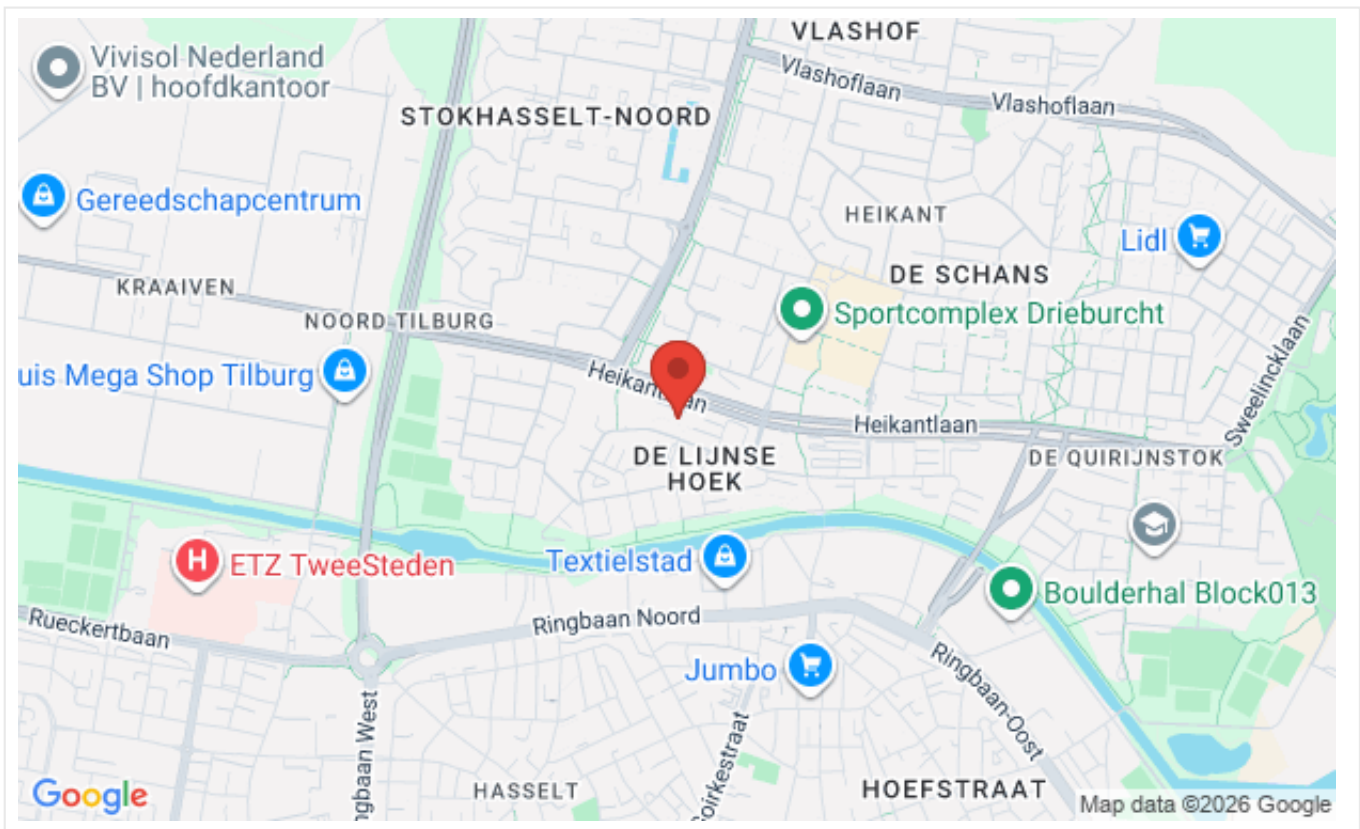 VLASHOF
Vivisol Nederland
BV | hoofdkantoor
Vlashoflaan
Vlashoflaan
STOKHASSELT-NOORD
Gereedschapcentrum
HEIKANT
Lidl
DE SCHANS
KRAAIVEN
NOORD TILBURG
Sportcomplex Drieburcht
uis Mega Shop Tilburg
Sweelincklaan
Heikantlaan
DE LIJNSE
HOEK
DE QUIRIJNSTOK
ETZ TweeSteden
Textielstad
Boulderhal Block013
Rueckertbaan
Ringbaan Noord
Jumbo
Ringbaan-Oost
ngbaan West
oirkestraat
HASSELT
HOEFSTRAAT
Google
Map data ©2026 Google